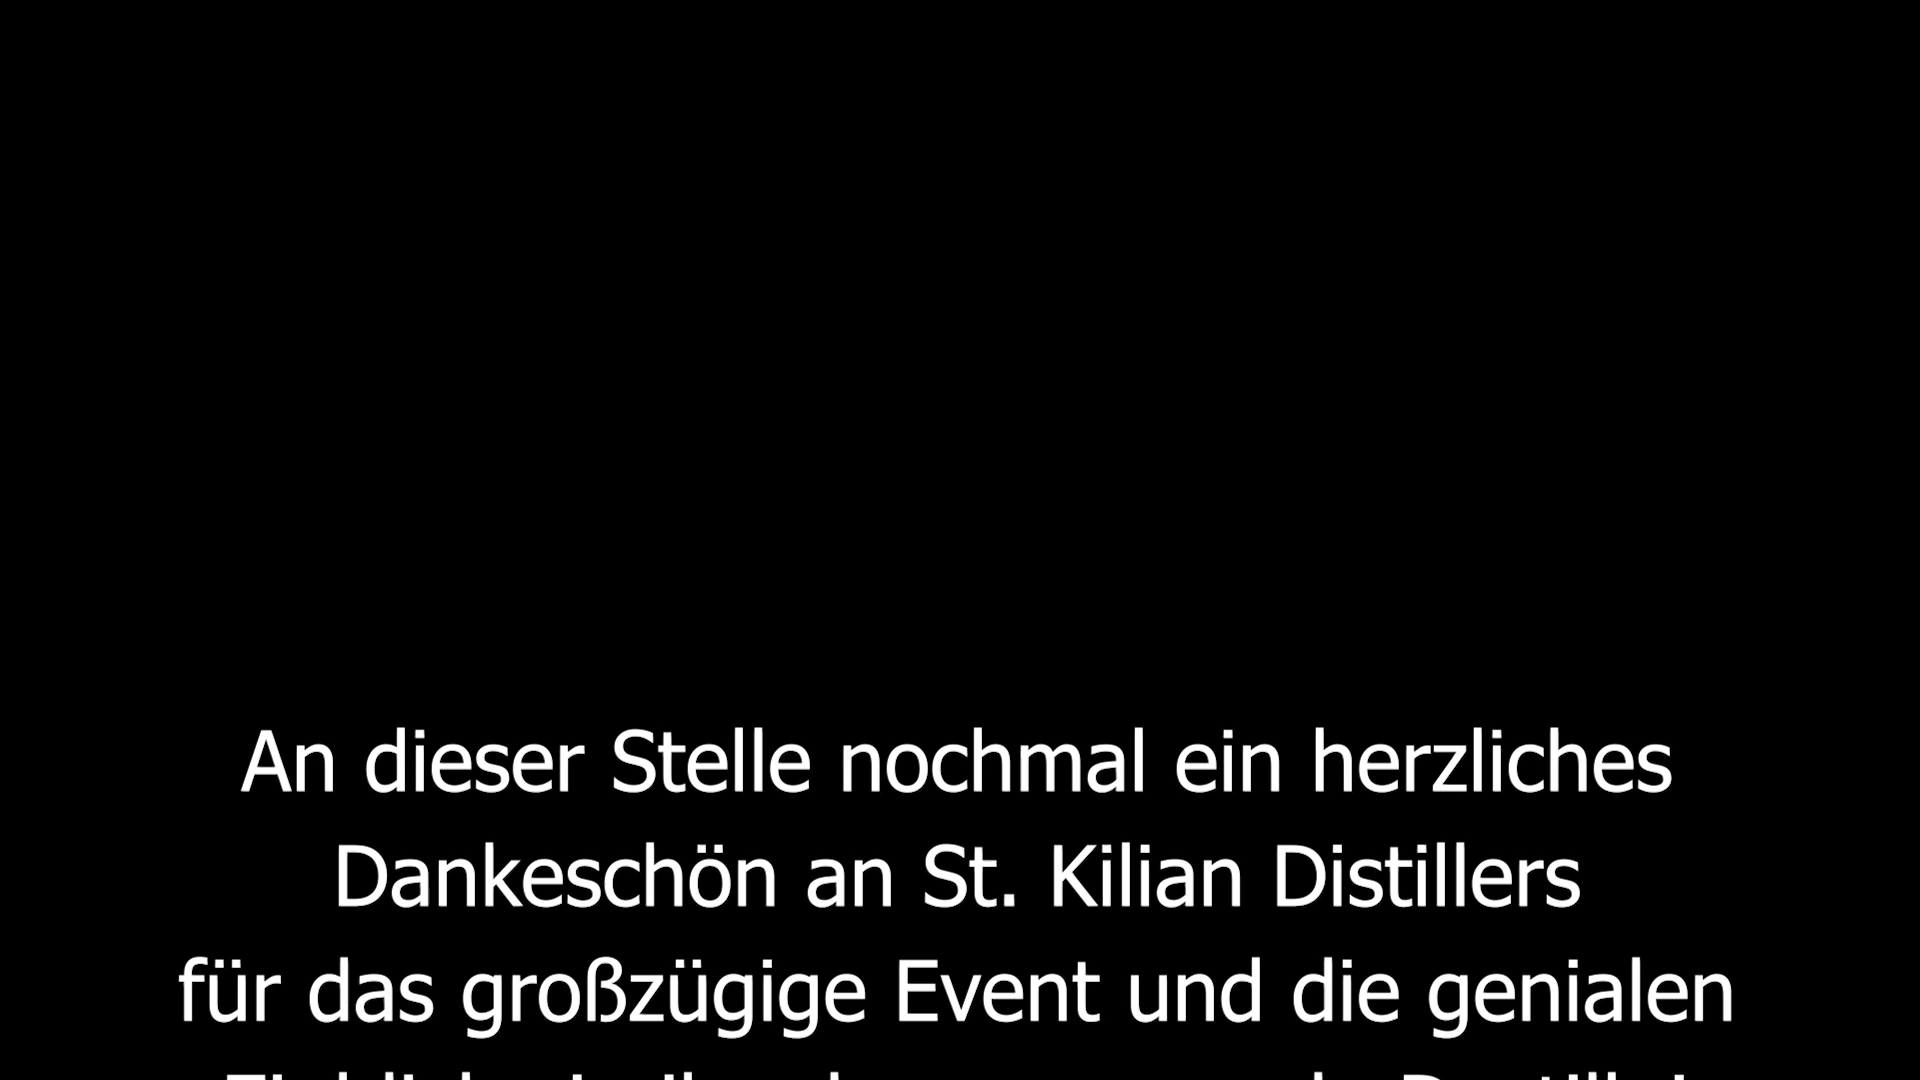 An dieser Stelle nochmal ein herzliches
Dankeschön an St. Kilian Distillers
für das großzügige Event und die genialen